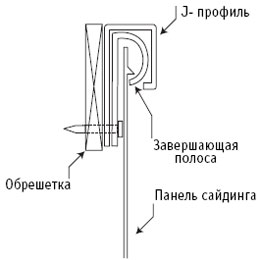 J- профиль
Завершающая
полоса
Обрешетка
Панель сайдинга